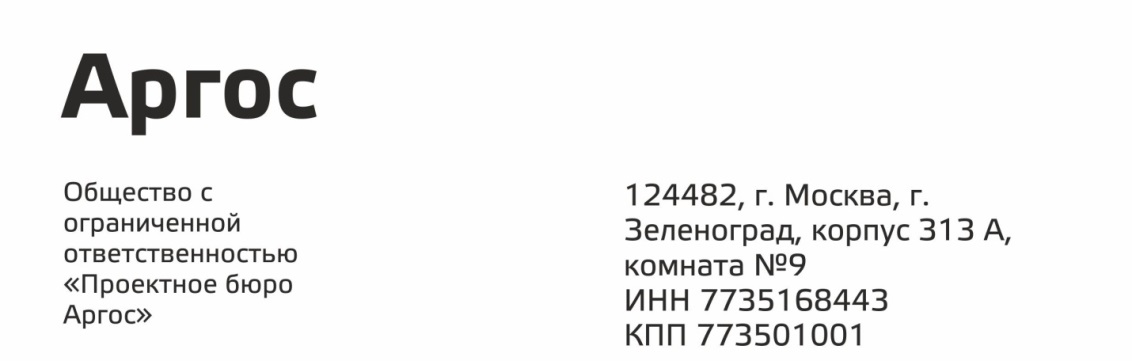 Аргос
Общество с
ограниченной
ответственностью
«Проектное бюро
Аргос»
124482, г. Москва, г.
Зеленоград, корпус 313 А,
комната №9
ИНН 7735168443
КПП 773501001